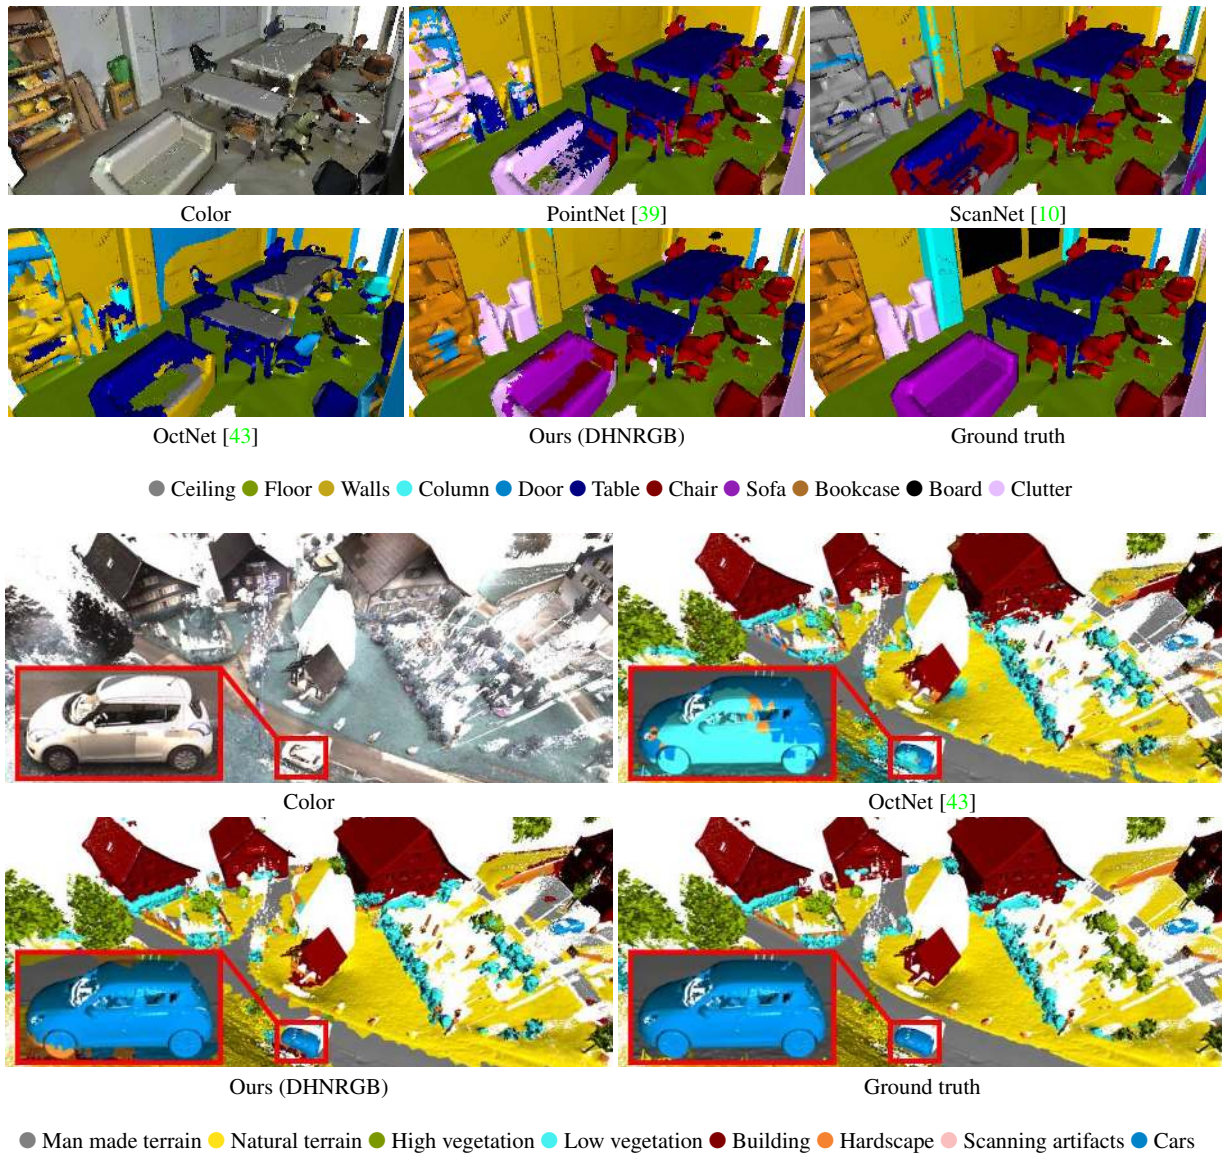 Color PointNet [39] ScanNet [10]
OctNet [43] Ours (DHNRGB) Ground truth
Ceiling Floor Walls Column Door Table Chair Sofa Bookcase Board Clutter
Color OctNet [43]
Ours (DHNRGB) Ground truth
Man made terrain Natural terrain High vegetation Low vegetation Building Hardscape Scanning artifacts Cars